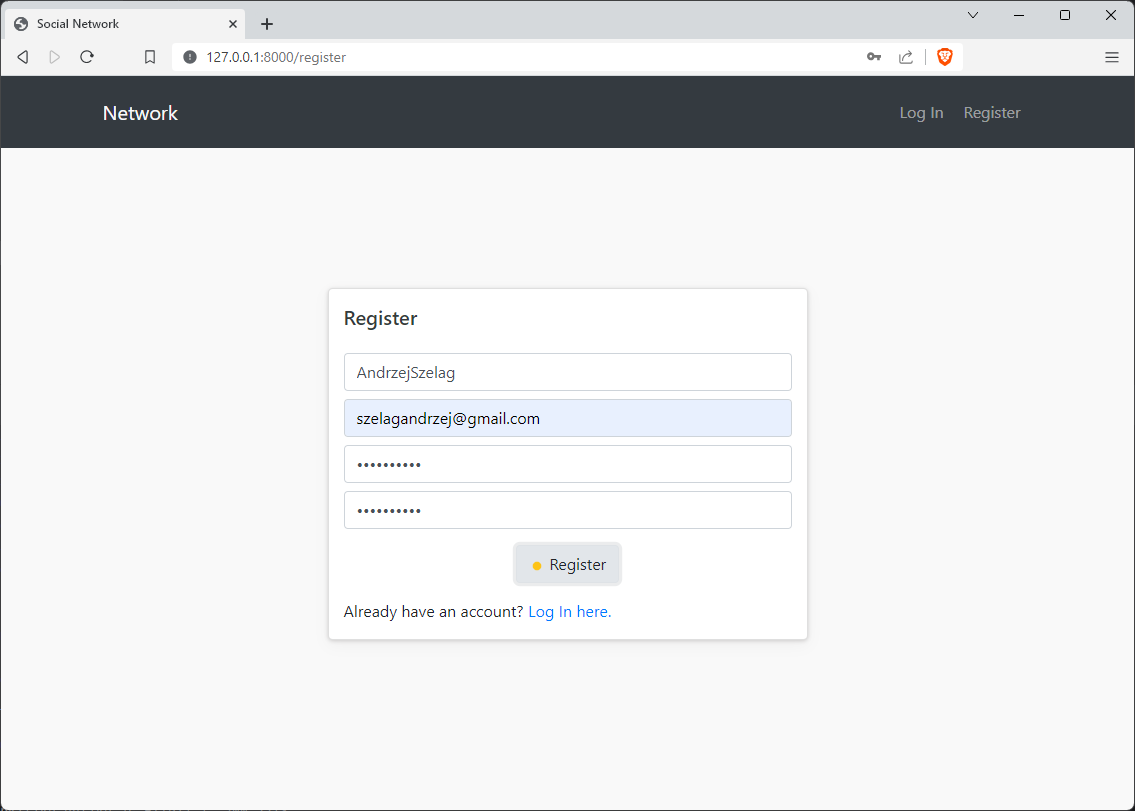 Social Network
127.0.0.1:8000/register
Network
Log In
Register
Register
AndrzejSzelag
szelagandrzej@gmail.com
••••••••••
••••••••••
Register
Already have an account? Log In here.